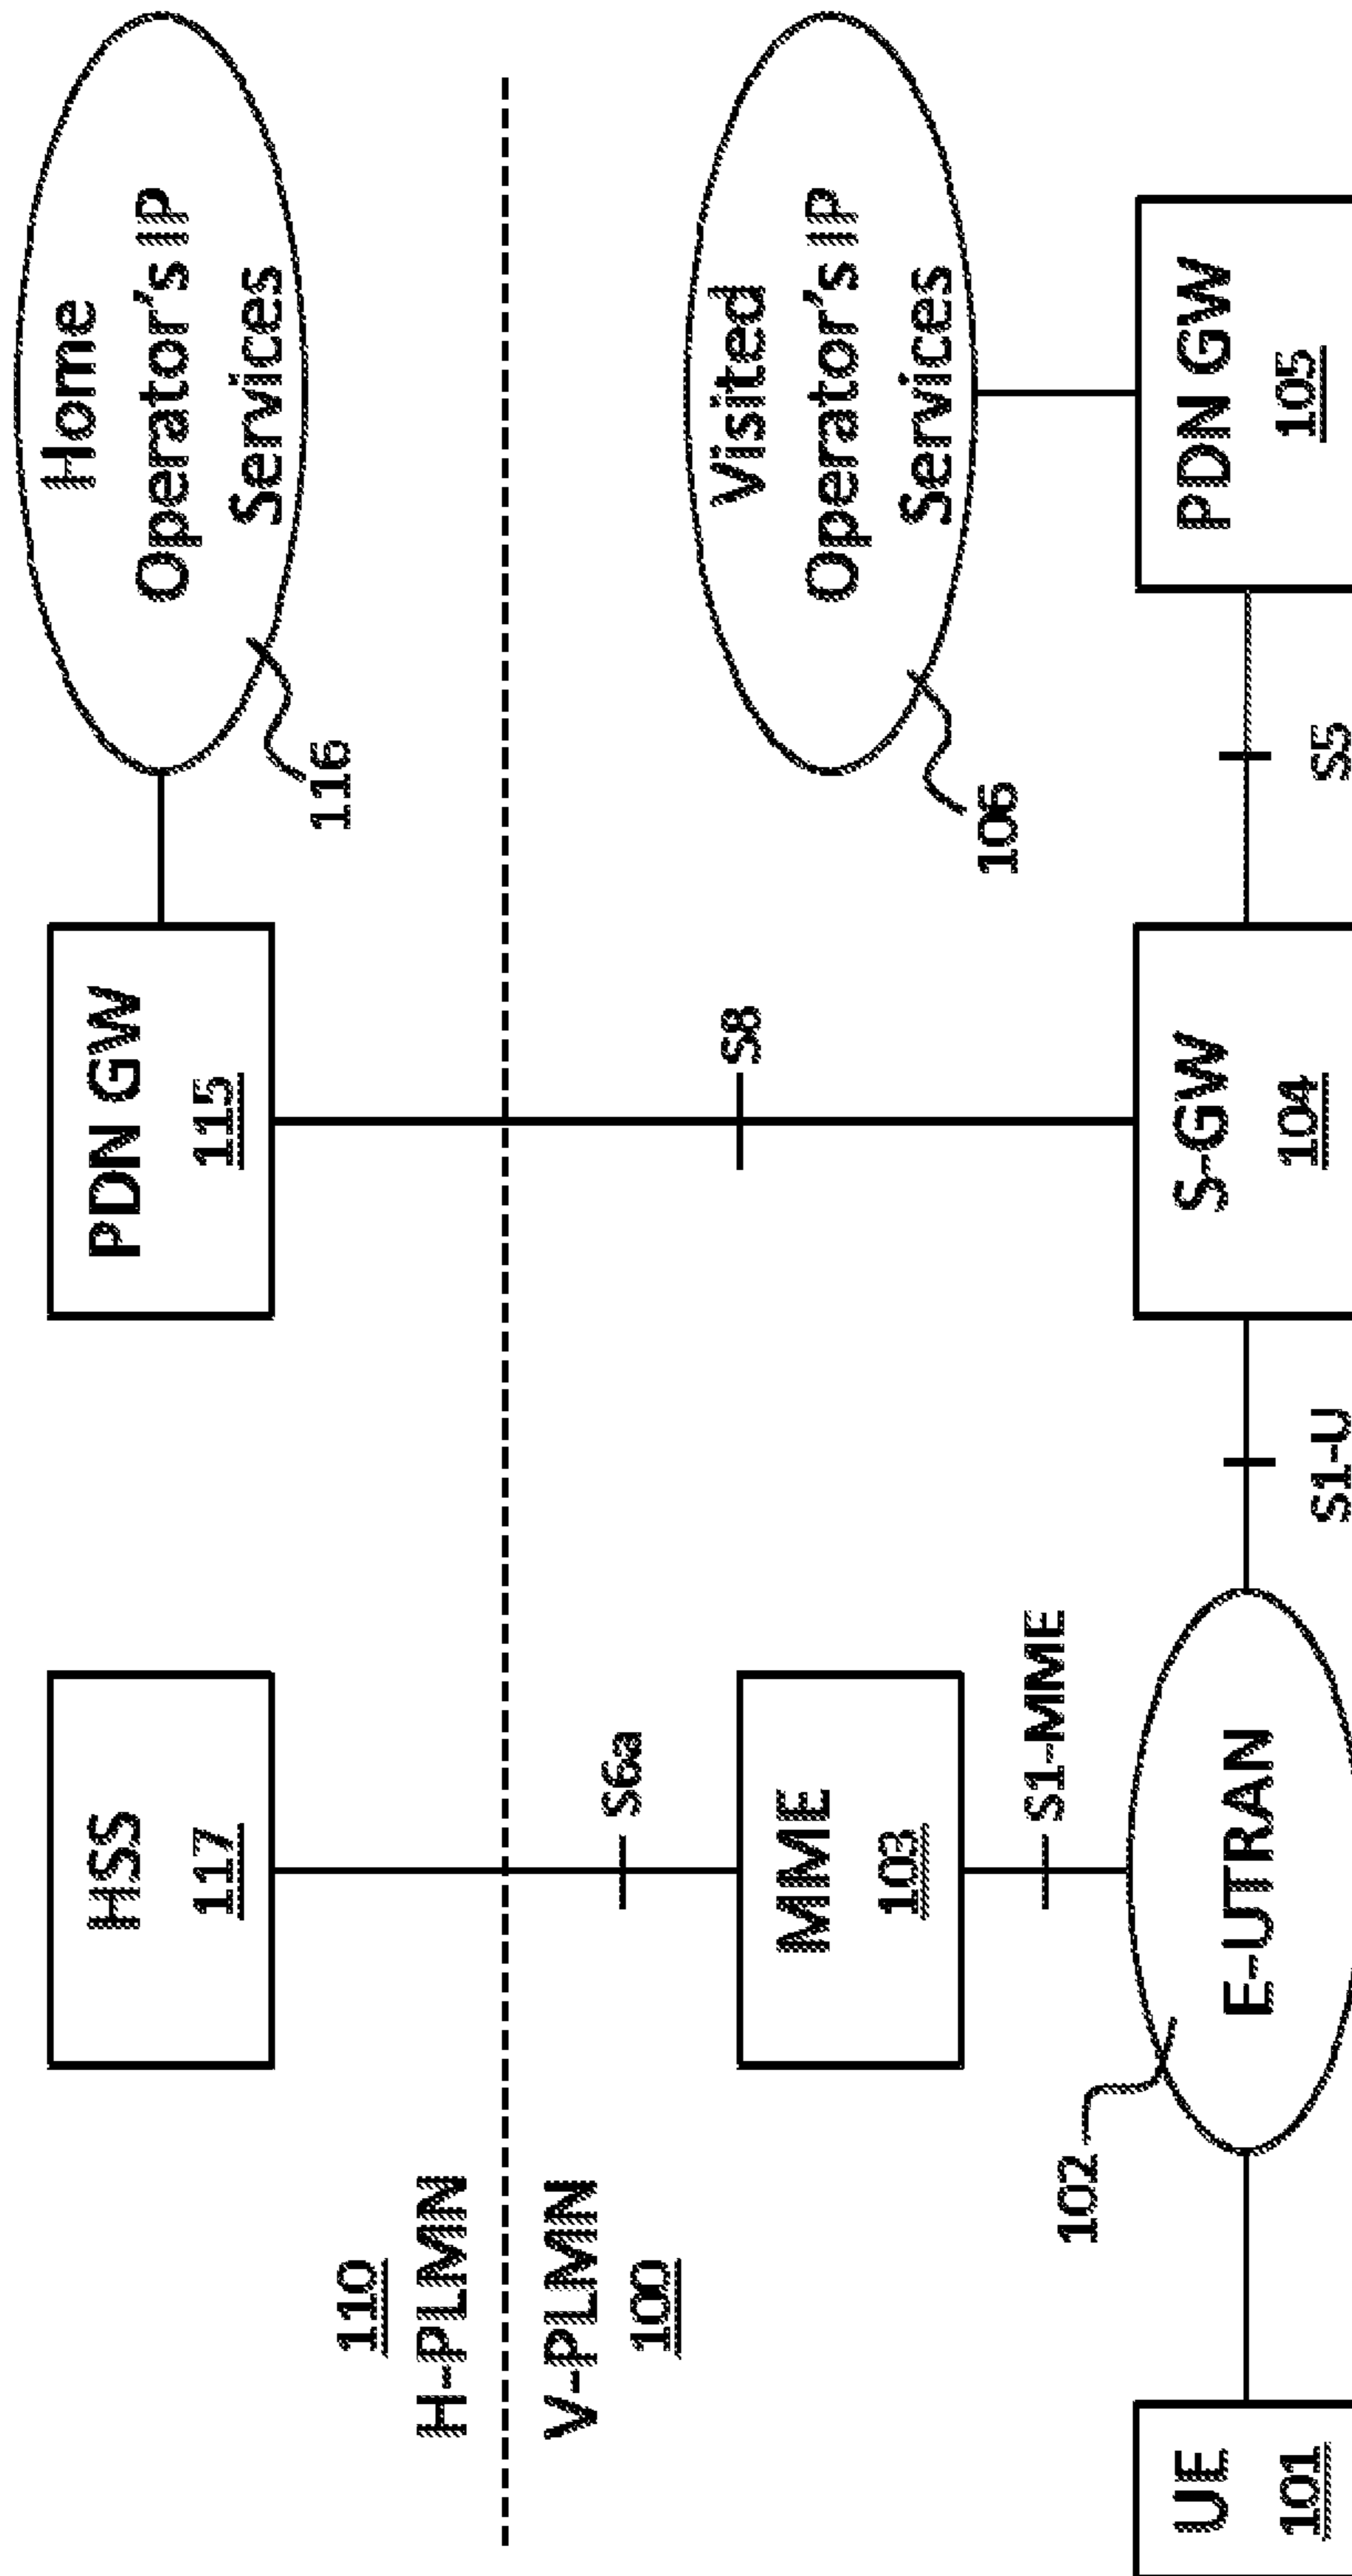 110
H-PLMN
V-PLMN
100
HSS
117
PDN GW
115
Home
Operator's IP
Services
116
S6a
S8
MME
103
S1-MME
Visited
Operator's IP
Services
106
102
UE
101
E-UTRAN
S1-U
S-GW
104
S5
PDN GW
105